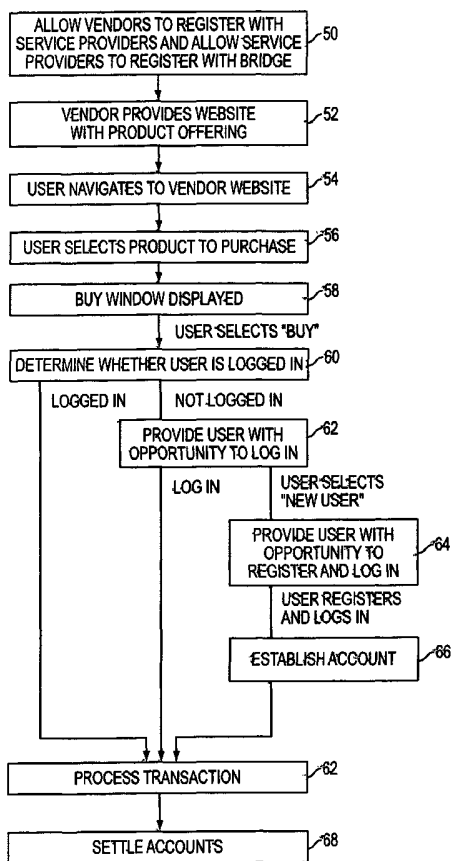 ALLOW VENDORS TO REGISTER WITH
SERVICE PROVIDERS AND ALLOW SERVICE
PROVIDERS TO REGISTER WITH BRIDGE
50
VENDOR PROVIDES WEBSITE
WITH PRODUCT OFFERING
52
USER NAVIGATES TO VENDOR WEBSITE
54
USER SELECTS PRODUCT TO PURCHASE
56
BUY WINDOW DISPLAYED
58
USER SELECTS "BUY"
DETERMINE WHETHER USER IS LOGGED IN
60
LOGGED IN
NOT LOGGED IN
PROVIDE USER WITH
OPPORTUNITY TO LOG IN
62
LOG IN
USER SELECTS
"NEW USER"
PROVIDE USER WITH
OPPORTUNITY TO
REGISTER AND LOG IN
64
USER REGISTERS
AND LOGS IN
ESTABLISH ACCOUNT
66
PROCESS TRANSACTION
62
SETTLE ACCOUNTS
68